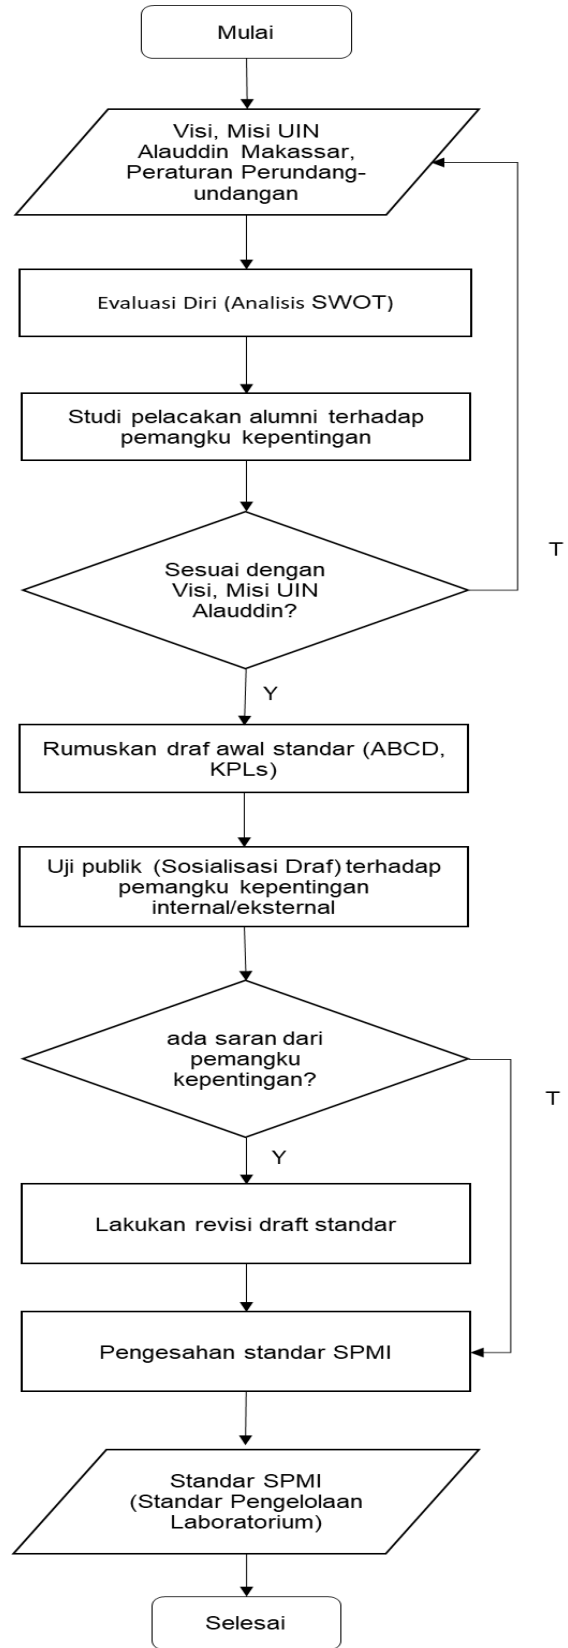 Mulai
Visi, Misi UIN
Alauddin Makassar,
Peraturan Perundang-
undangan
Evaluasi Diri (Analisis SWOT)
Studi pelacakan alumni terhadap
pemangku kepentingan
Sesuai dengan
Visi, Misi UIN
Alauddin?
T
Y
Rumuskan draf awal standar (ABCD,
KPLs)
Uji publik (Sosialisasi Draf) terhadap
pemangku kepentingan
internal/eksternal
ada saran dari
pemangku
kepentingan?
T
Y
Lakukan revisi draft standar
Pengesahan standar SPMI
Standar SPMI
(Standar Pengelolaan
Laboratorium)
Selesai